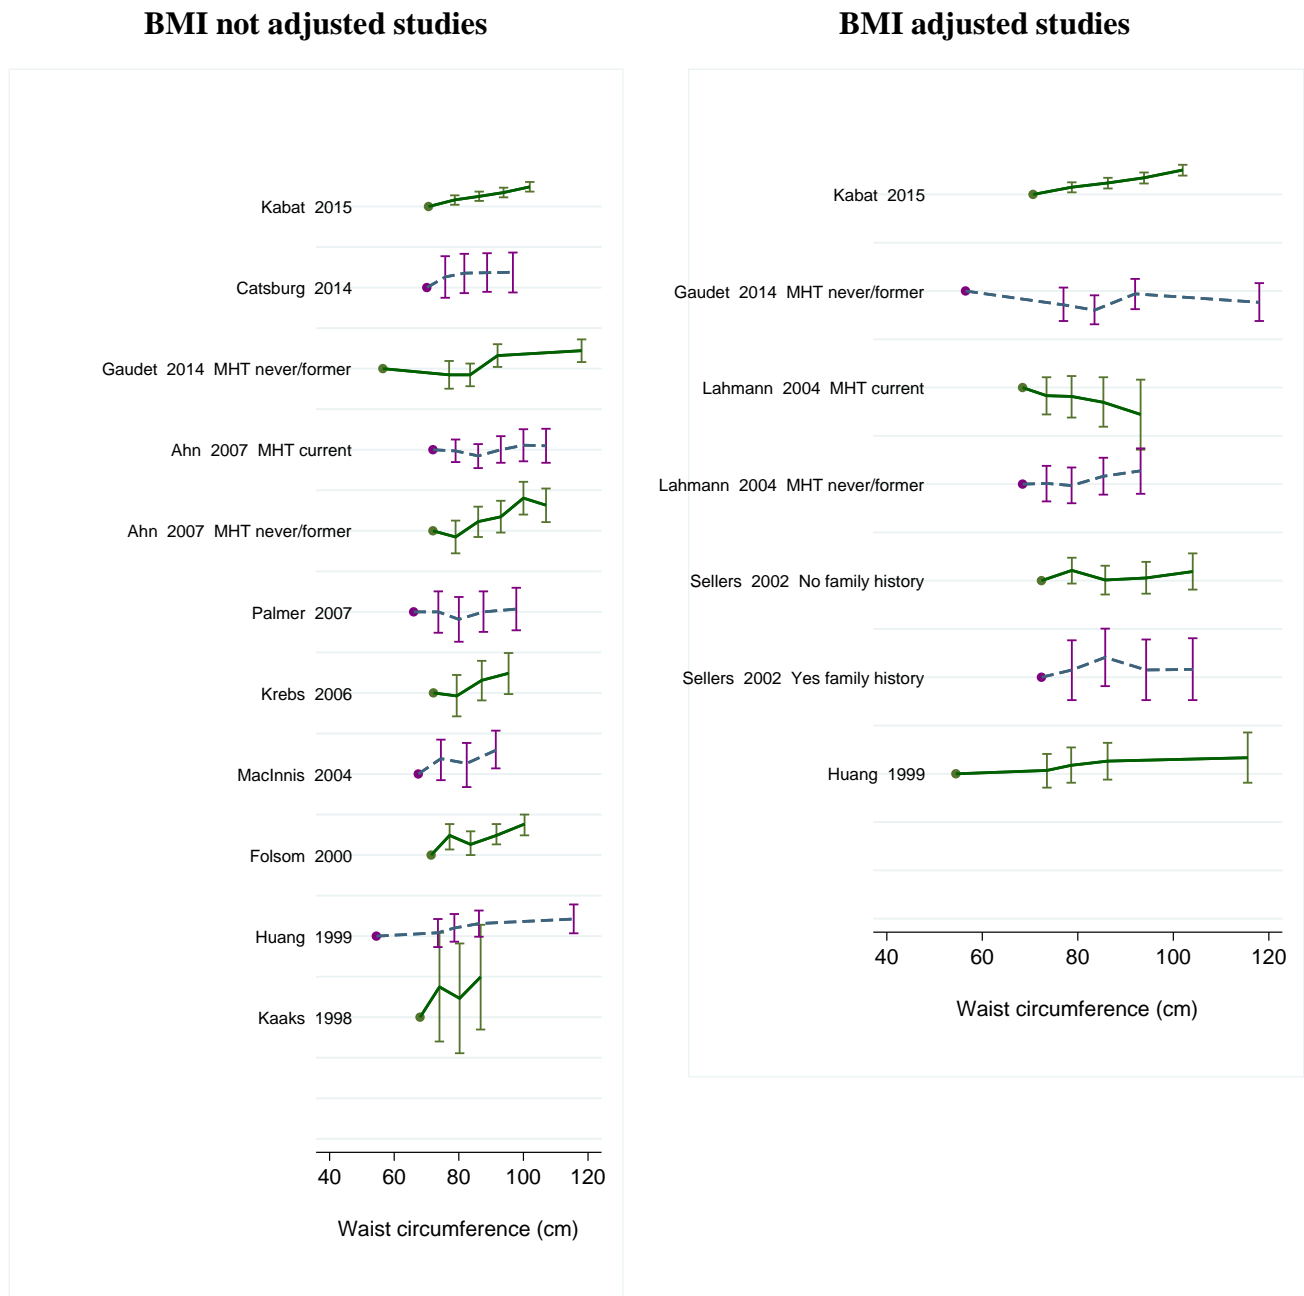 BMI not adjusted studies
Kabat 2015
Catsburg 2014
Gaudet 2014 MHT never/former
Ahn 2007 MHT current
Ahn 2007 MHT never/former
Palmer 2007
Krebs 2006
MacInnis 2004
Folsom 2000
Huang 1999
Kaaks 1998
40 60 80 100 120
Waist circumference (cm)
BMI adjusted studies
Kabat 2015
Gaudet 2014 MHT never/former
Lahmann 2004 MHT current
Lahmann 2004 MHT never/former
Sellers 2002 No family history
Sellers 2002 Yes family history
Huang 1999
40 60 80 100 120
Waist circumference (cm)